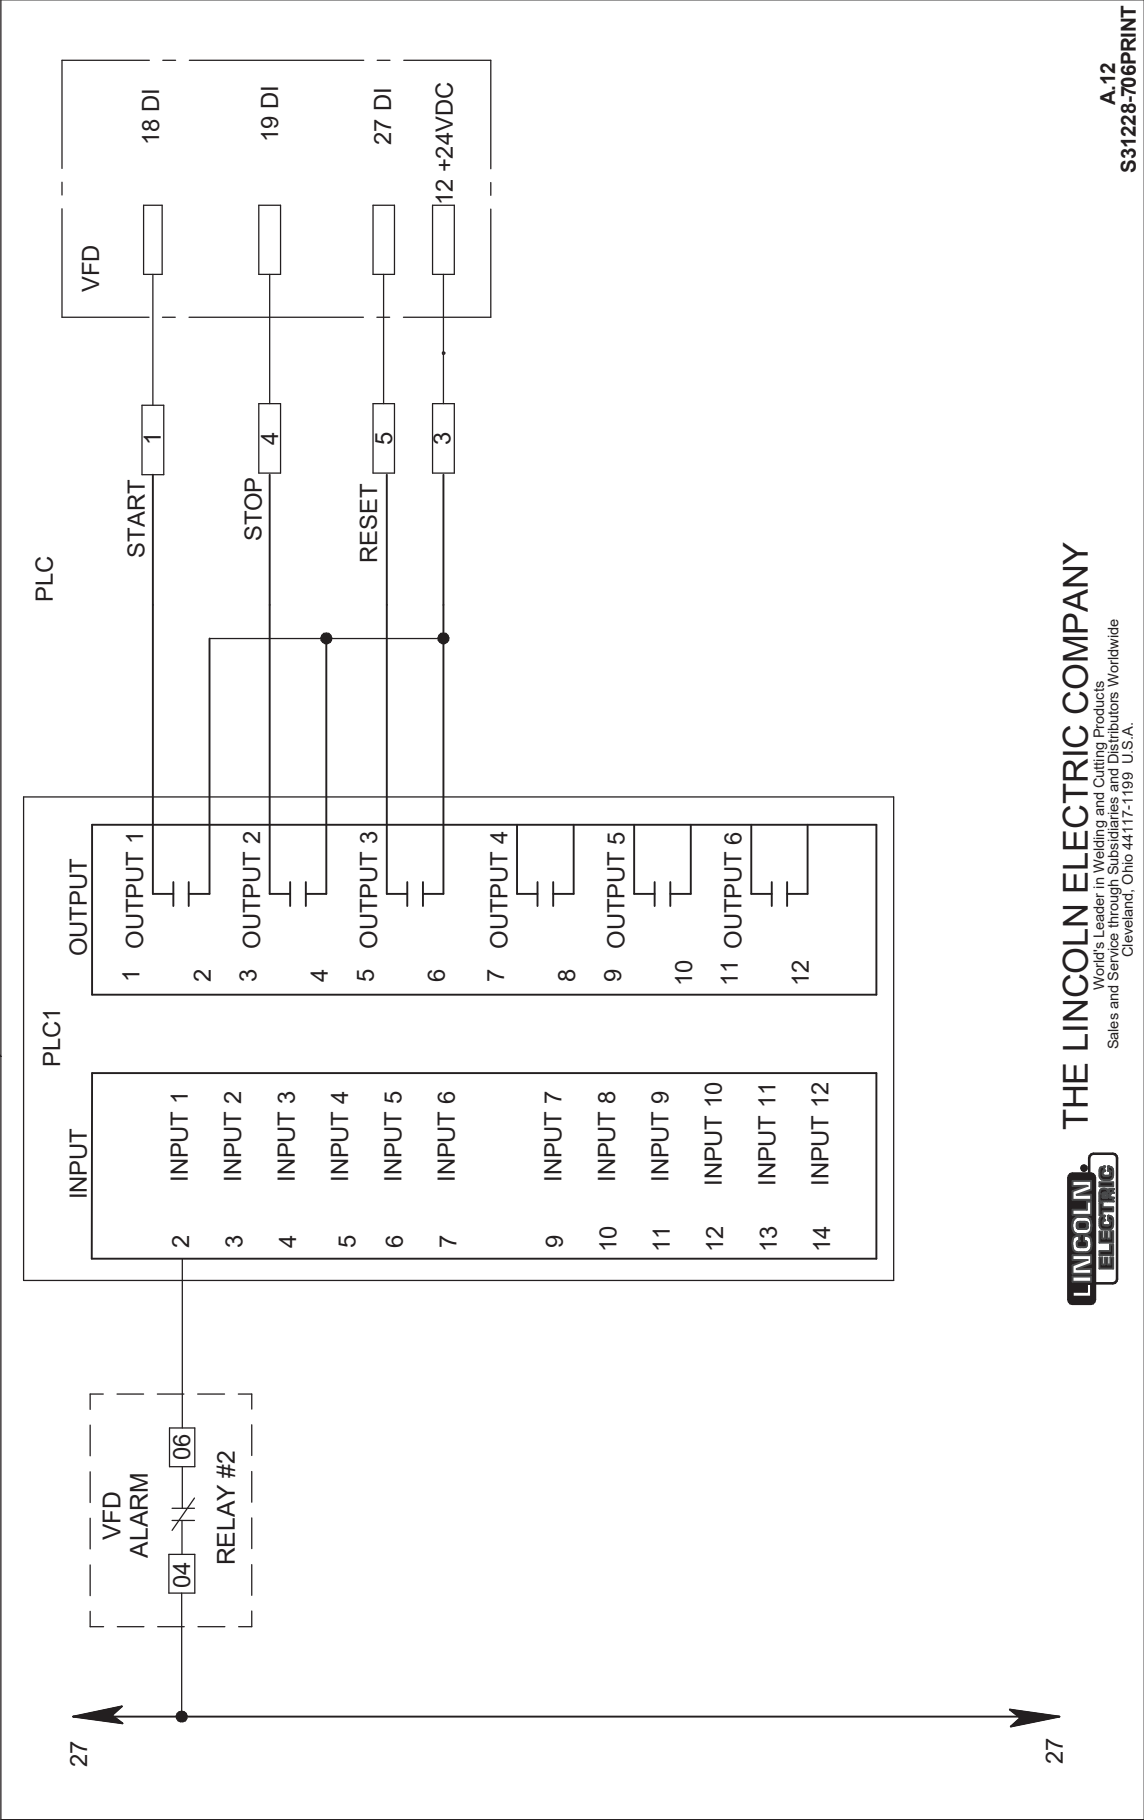 PLC
27
27
VFD
ALARM
04
06
RELAY #2
PLC1
INPUT
2 INPUT 1
3 INPUT 2
4 INPUT 3
5 INPUT 4
6 INPUT 5
7 INPUT 6
9 INPUT 7
10 INPUT 8
11 INPUT 9
12 INPUT 10
13 INPUT 11
14 INPUT 12
OUTPUT
1 OUTPUT 1
2
3 OUTPUT 2
4
5 OUTPUT 3
6
7 OUTPUT 4
8
9 OUTPUT 5
10
11 OUTPUT 6
12
START
1
STOP
4
RESET
5
3
VFD
18 DI
19 DI
27 DI
12 +24VDC
LINCOLN
ELECTRIC
THE LINCOLN ELECTRIC COMPANY
World's Leader in Welding and Cutting Products
Sales and Service through Subsidiaries and Distributors Worldwide
Cleveland, Ohio 44117-1199 U.S.A.
A.12
S31228-706PRINT